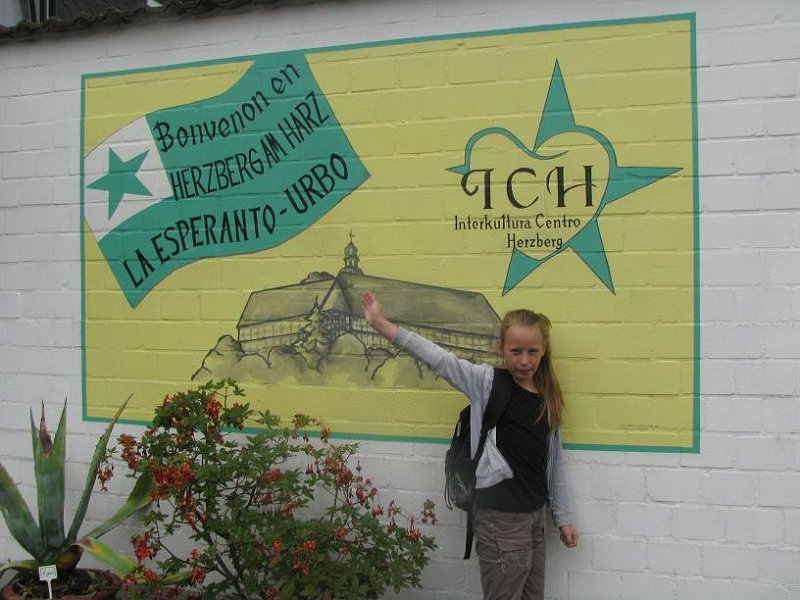 Bonvenon en
HERZBERG AM HARZ
LA ESPERANTO-URBO
ICH
Interkultura Centro
Herzberg